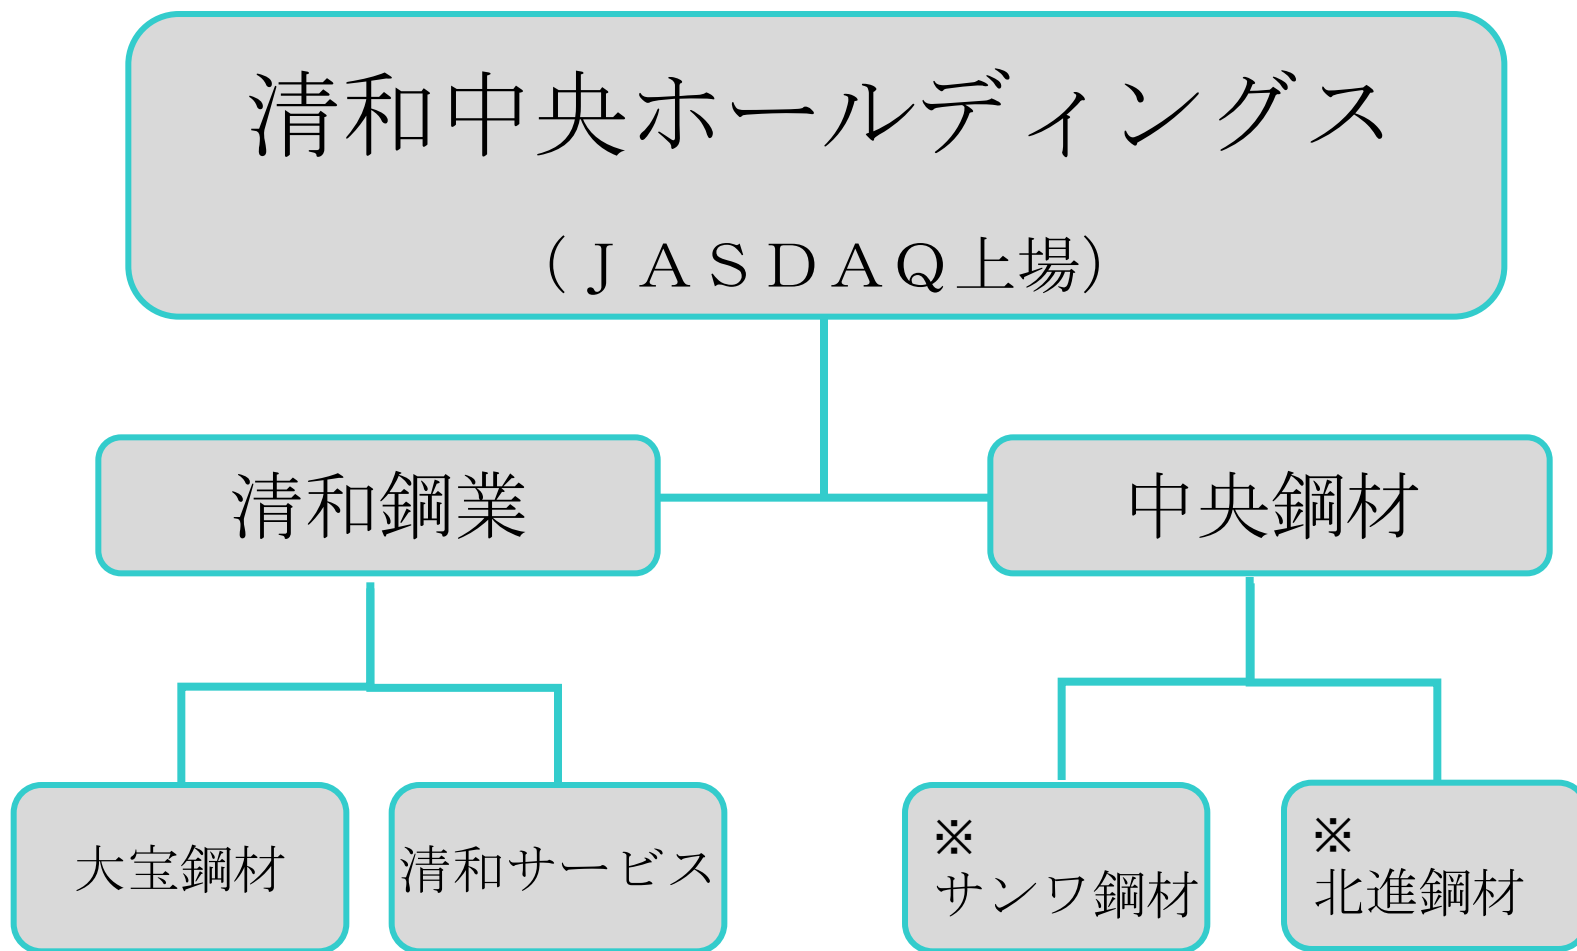 清和中央ホールディングス
（ＪＡＳＤＡＱ上場）
清和鋼業
中央鋼材
大宝鋼材
清和サービス
※
サンワ鋼材
※
北進鋼材